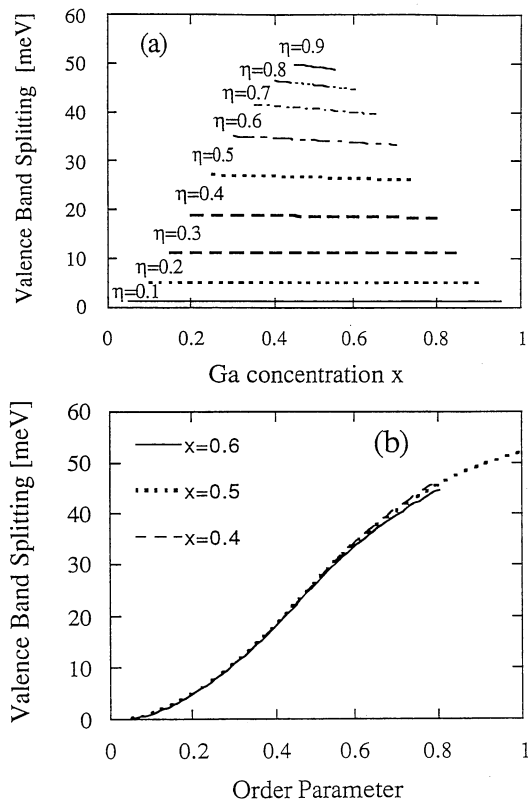 (a)
Valence Band Splitting [meV]
60
50
40
30
20
10
0
η=0.9
η=0.8
η=0.7
η=0.6
η=0.5
η=0.4
η=0.3
η=0.2
η=0.1
0 0.2 0.4 0.6 0.8 1
Ga concentration x
(b)
Valence Band Splitting [meV]
60
50
40
30
20
10
0
x=0.6
x=0.5
x=0.4
0 0.2 0.4 0.6 0.8 1
Order Parameter